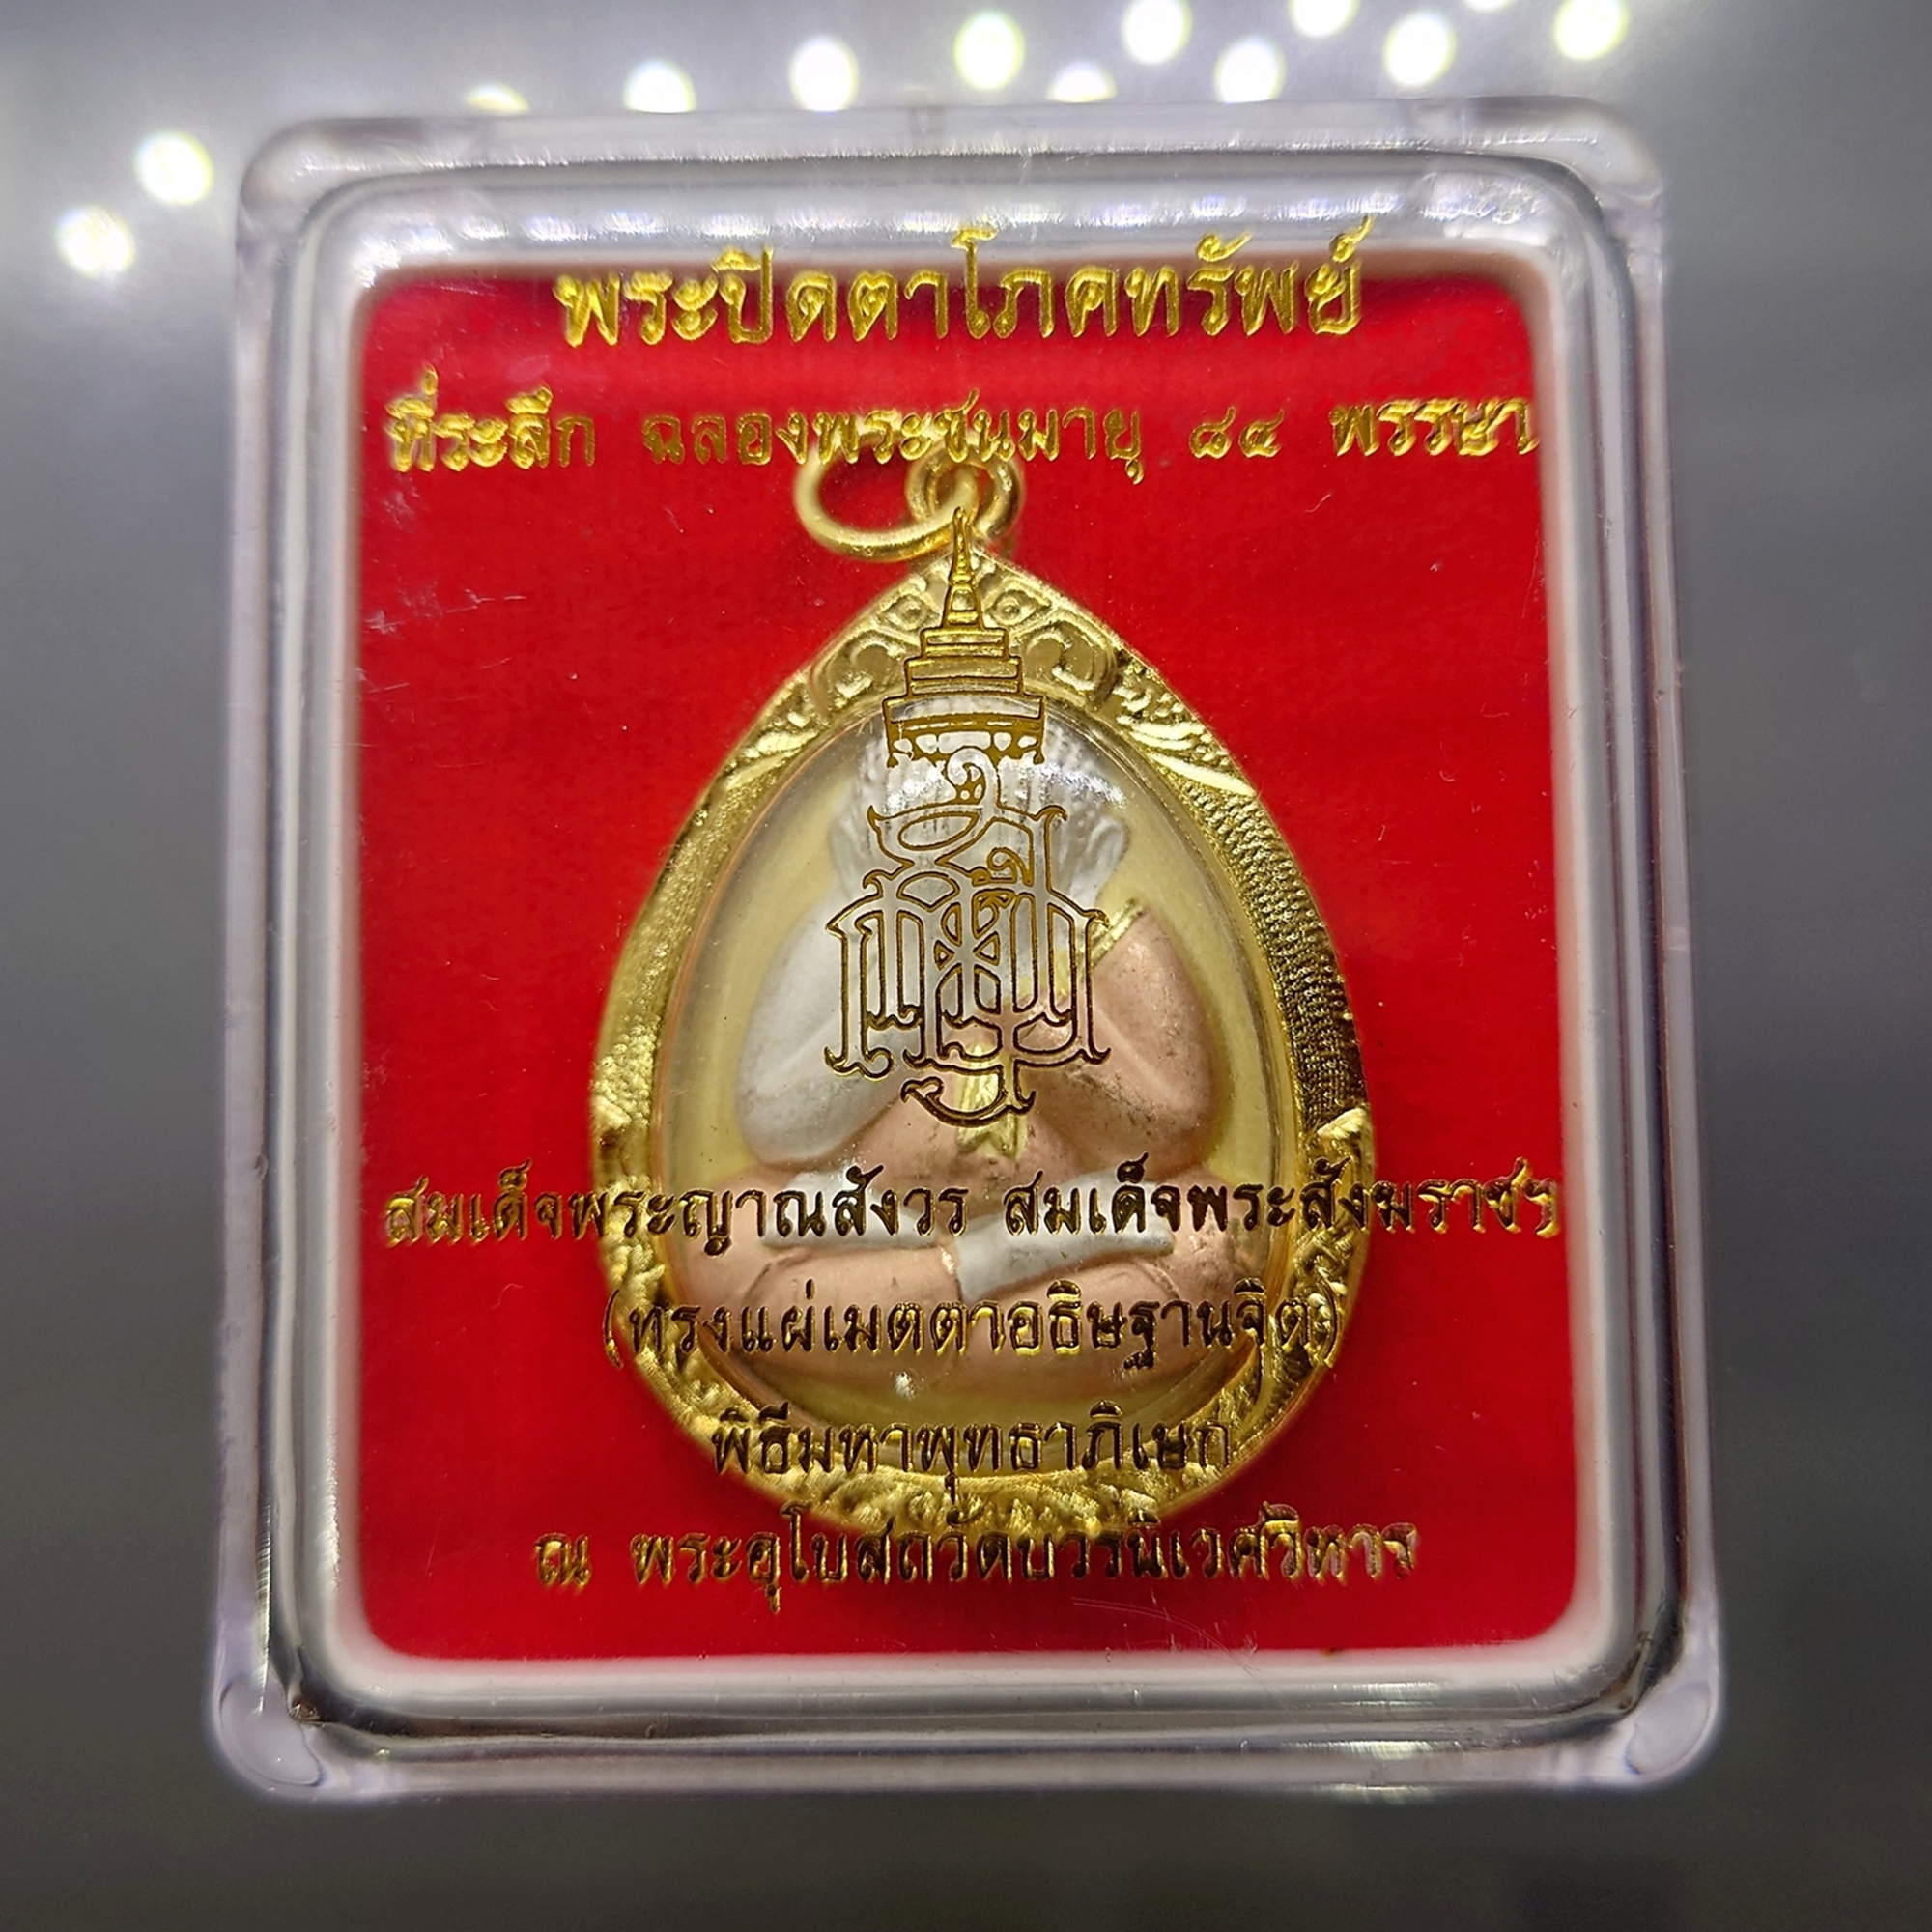 พระปิดตาโภคทรัพย์
ที่ระลึก ฉลองพระชนมายุ ๘๔ พรรษา
สมเด็จพระญาณสังวร สมเด็จพระสังฆราชฯ
(ทรงแผ่เมตตาอธิษฐานจิต)
พิธีมหาพุทธาภิเษก
ณ พระอุโบสถวัดบวรนิเวศวิหาร